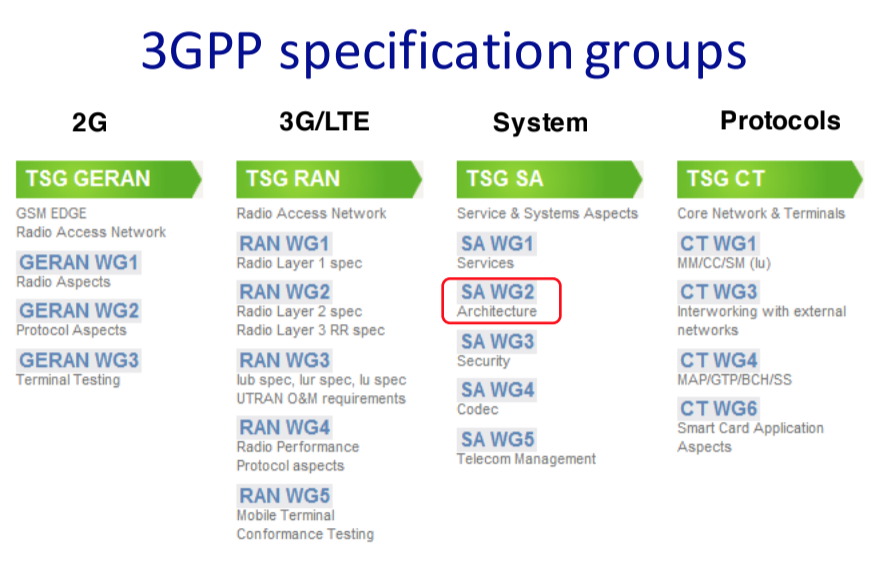 3GPP specification groups
2G
TSG GERAN
GSM EDGE
Radio Access Network
GERAN WG1
Radio Aspects
GERAN WG2
Protocol Aspects
GERAN WG3
Terminal Testing
3G/LTE
TSG RAN
Radio Access Network
RAN WG1
Radio Layer 1 spec
RAN WG2
Radio Layer 2 spec
Radio Layer 3 RR spec
RAN WG3
Iub spec, Iur spec, Iu spec
UTRAN O&M requirements
RAN WG4
Radio Performance
Protocol aspects
RAN WG5
Mobile Terminal
Conformance Testing
System
TSG SA
Service & Systems Aspects
SA WG1
Services
SA WG2
Architecture
SA WG3
Security
SA WG4
Codec
SA WG5
Telecom Management
Protocols
TSG CT
Core Network & Terminals
CT WG1
MM/CC/SM (Iu)
CT WG3
Interworking with external
networks
CT WG4
MAP/GTP/BCH/SS
CT WG6
Smart Card Application
Aspects